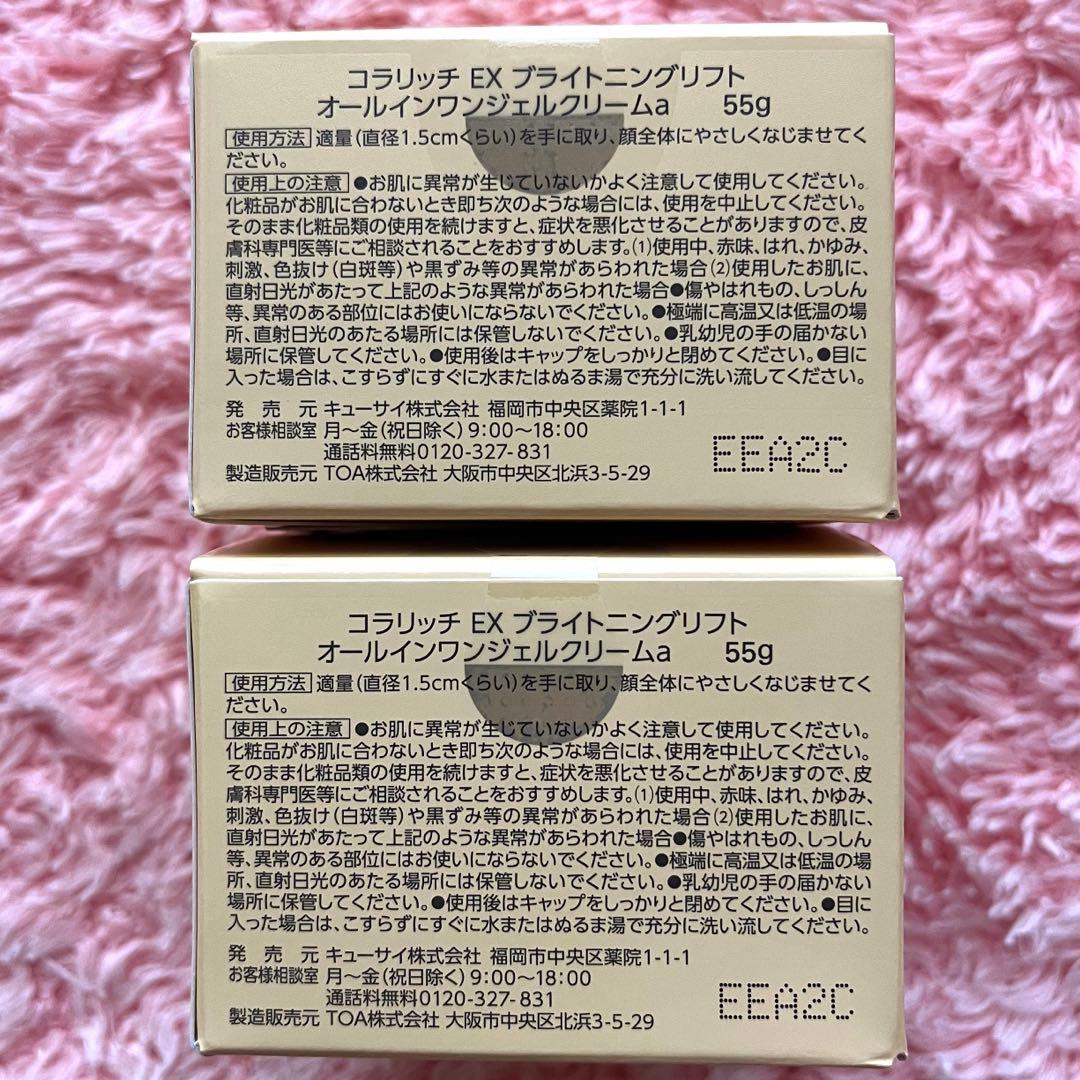 コラリッチ EX ブライトニングリフト
オールインワンジェルクリームa 55g
使用方法 適量(直径1.5cmくらい)を手に取り、顔全体にやさしくなじませてく
ださい。
使用上の注意 ●お肌に異常が生じていないかよく注意して使用してください。
化粧品がお肌に合わないとき即ち次のような場合には、使用を中止してください。
そのまま化粧品類の使用を続けますと、症状を悪化させることがありますので、皮
膚科専門医等にご相談されることをおすすめします。(1)使用中、赤味、はれ、かゆみ、
刺激、色抜け(白斑等)や黒ずみ等の異常があらわれた場合(2)使用したお肌に、
直射日光があたって上記のような異常があらわれた場合●傷やはれもの、しっしん
等、異常のある部位にはお使いにならないでください。●極端に高温又は低温の場
所、直射日光のあたる場所には保管しないでください。●乳幼児の手の届かない
場所に保管してください。●使用後はキャップをしっかりと閉めてください。●目に
入った場合は、こすらずにすぐに水またはぬるま湯で充分に洗い流してください。
発売元 キューサイ株式会社 福岡市中央区薬院1-1-1
お客様相談室 月～金(祝日除く)9:00～18:00
通話料無料0120-327-831
製造販売元 TOA株式会社 大阪市中央区北浜3-5-29
EEA2C
コラリッチ EX ブライトニングリフト
オールインワンジェルクリームa 55g
使用方法 適量(直径1.5cmくらい)を手に取り、顔全体にやさしくなじませてく
ださい。
使用上の注意 ●お肌に異常が生じていないかよく注意して使用してください。
化粧品がお肌に合わないとき即ち次のような場合には、使用を中止してください。
そのまま化粧品類の使用を続けますと、症状を悪化させることがありますので、皮
膚科専門医等にご相談されることをおすすめします。(1)使用中、赤味、はれ、かゆみ、
刺激、色抜け(白斑等)や黒ずみ等の異常があらわれた場合(2)使用したお肌に、
直射日光があたって上記のような異常があらわれた場合●傷やはれもの、しっしん
等、異常のある部位にはお使いにならないでください。●極端に高温又は低温の場
所、直射日光のあたる場所には保管しないでください。●乳幼児の手の届かない
場所に保管してください。●使用後はキャップをしっかりと閉めてください。●目に
入った場合は、こすらずにすぐに水またはぬるま湯で充分に洗い流してください。
発売元 キューサイ株式会社 福岡市中央区薬院1-1-1
お客様相談室 月～金(祝日除く)9:00～18:00
通話料無料0120-327-831
製造販売元 TOA株式会社 大阪市中央区北浜3-5-29
EEA2C